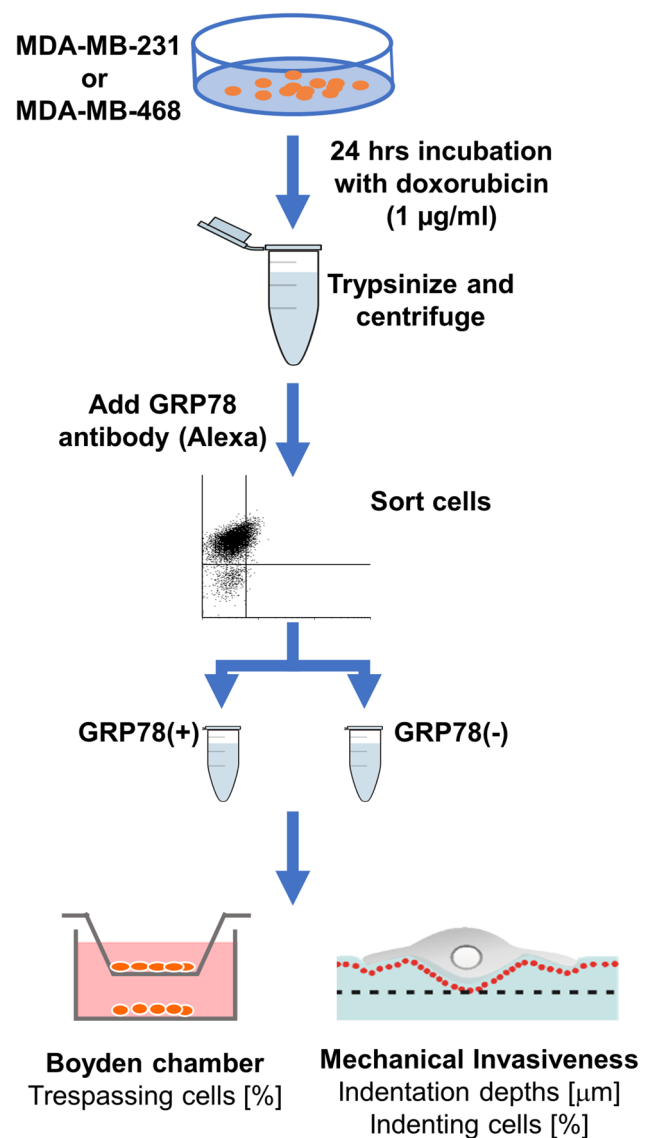 MDA-MB-231
or
MDA-MB-468
24 hrs incubation
with doxorubicin
(1 µg/ml)
Trypsinize and
centrifuge
Add GRP78
antibody (Alexa)
Sort cells
GRP78(+)
GRP78(-)
Boyden chamber
Trespassing cells [%]
Mechanical Invasiveness
Indentation depths [μm]
Indenting cells [%]